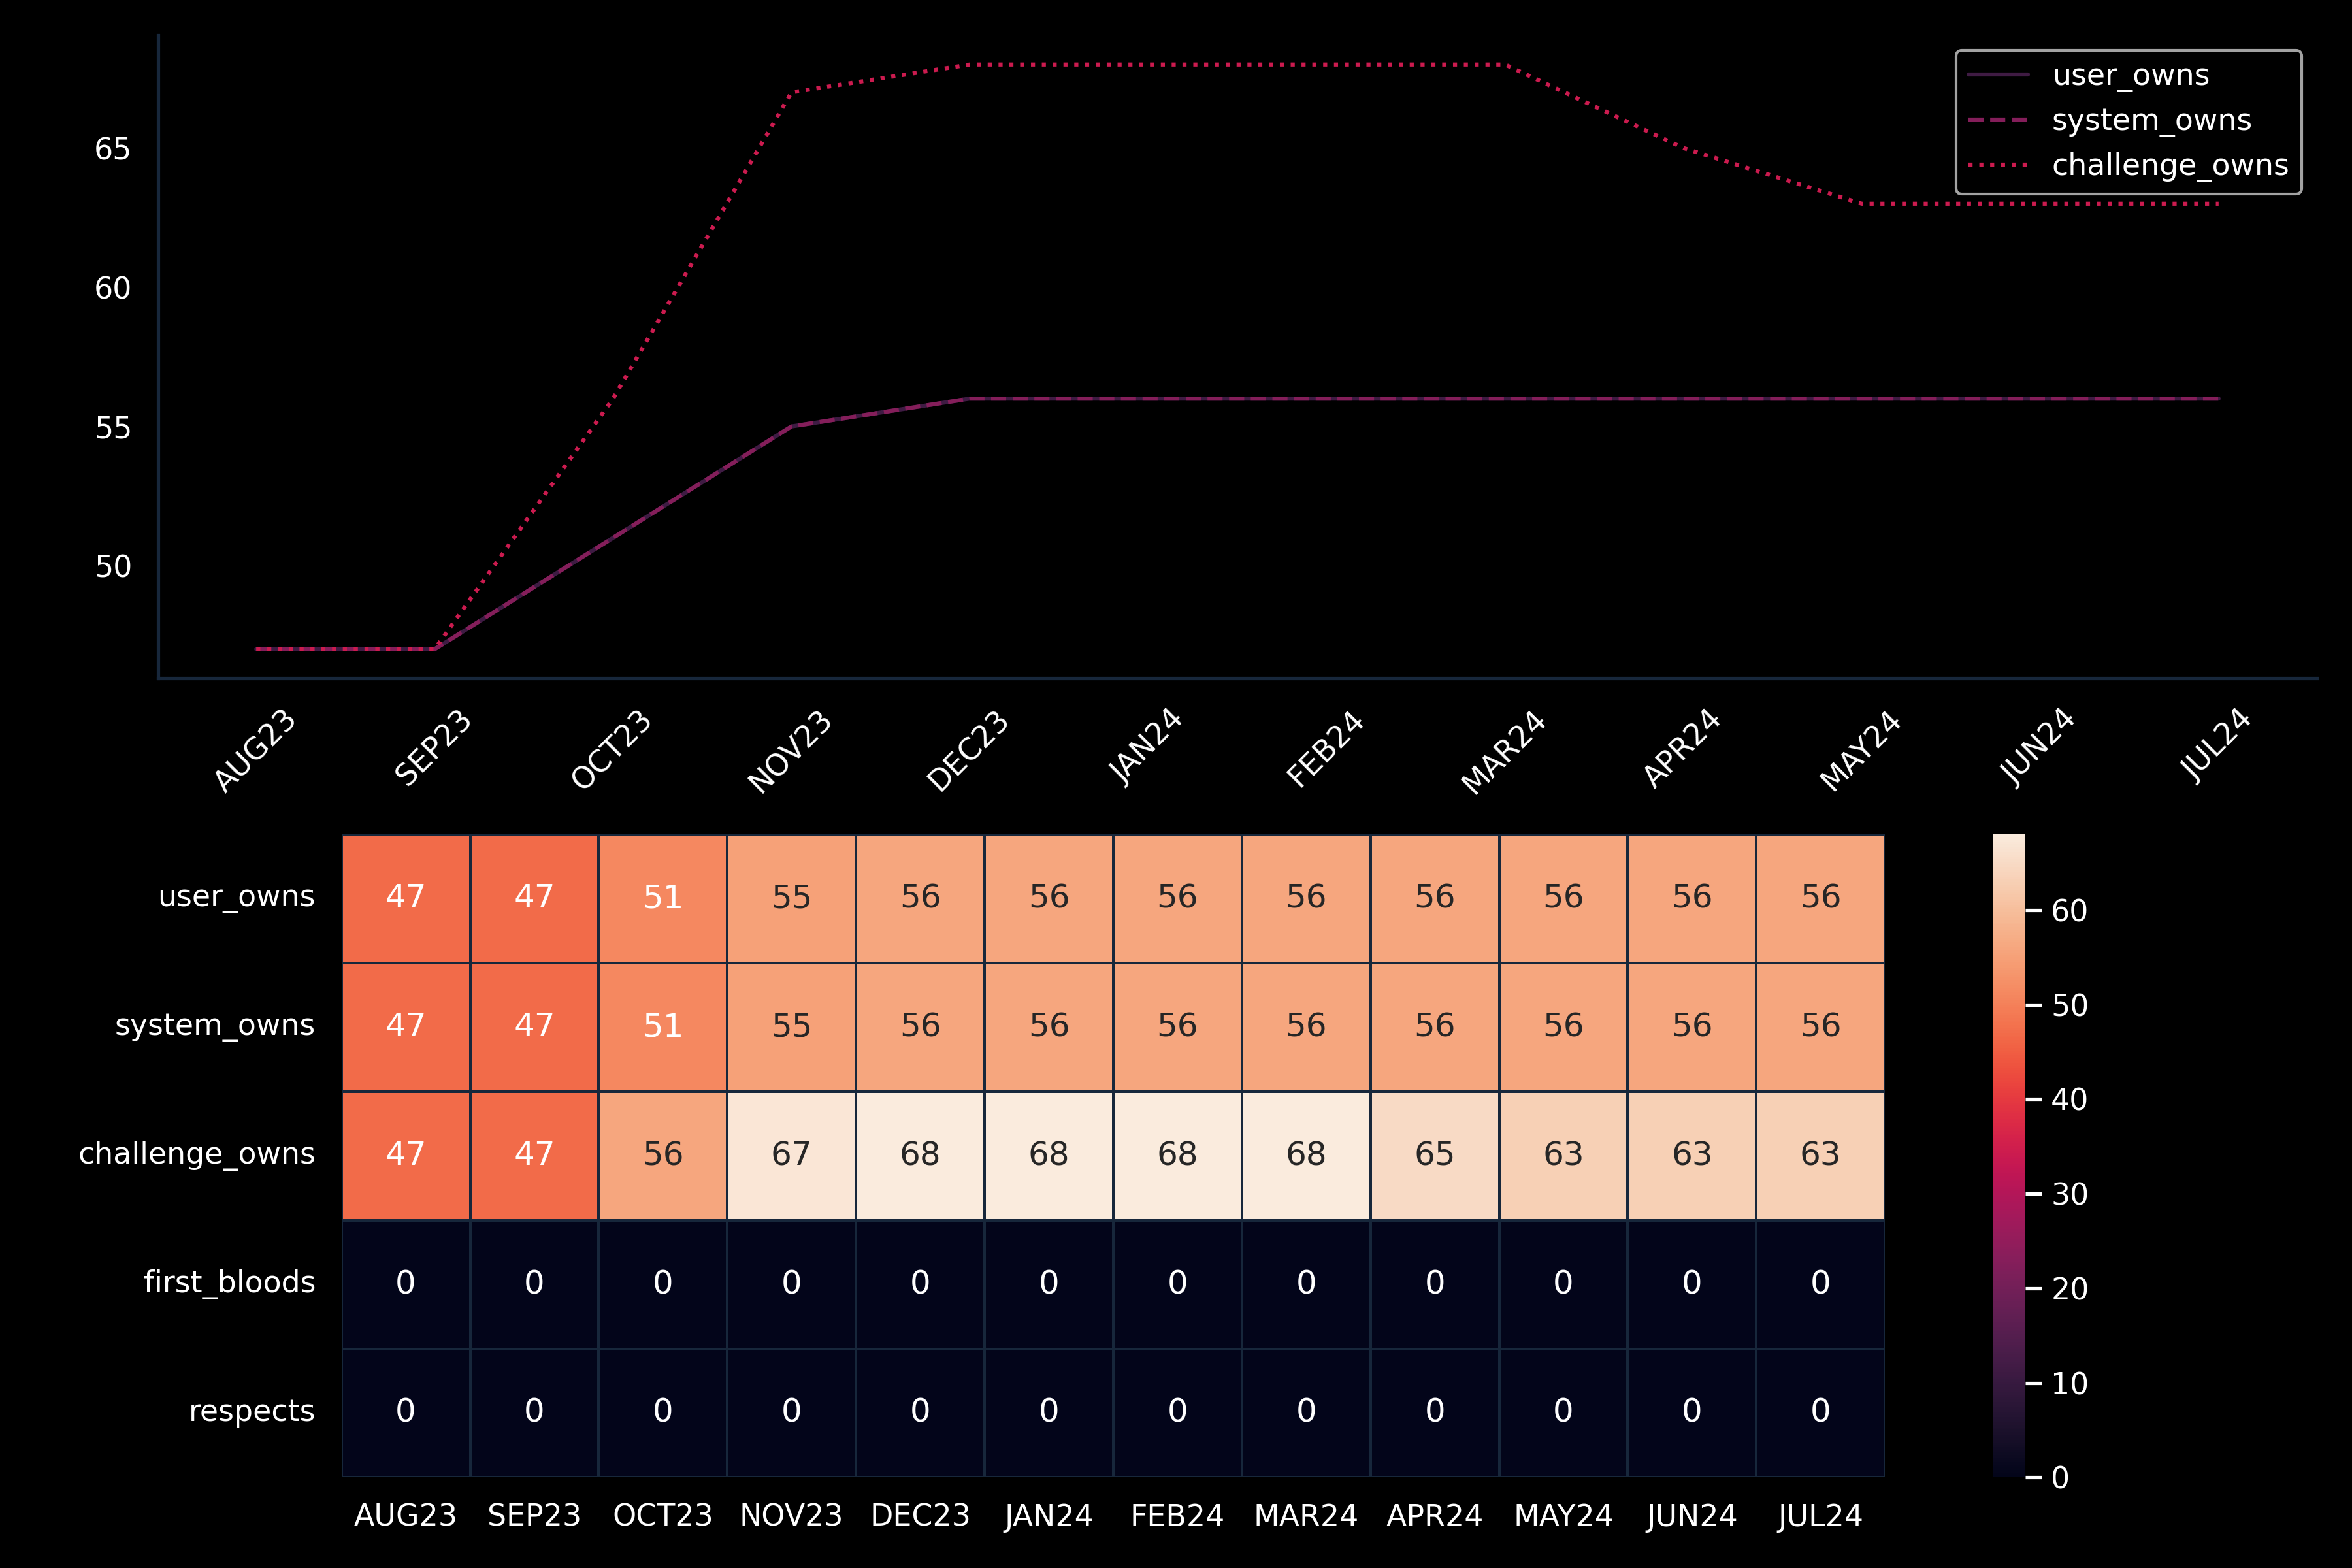 user_owns
system_owns
challenge_owns
65
60
55
50
AUG23 SEP23 OCT23 NOV23 DEC23 JAN24 FEB24 MAR24 APR24 MAY24 JUN24 JUL24
user_owns 47 47 51 55 56 56 56 56 56 56 56 56
system_owns 47 47 51 55 56 56 56 56 56 56 56 56
challenge_owns 47 47 56 67 68 68 68 68 65 63 63 63
first_bloods 0 0 0 0 0 0 0 0 0 0 0 0
respects 0 0 0 0 0 0 0 0 0 0 0 0
AUG23 SEP23 OCT23 NOV23 DEC23 JAN24 FEB24 MAR24 APR24 MAY24 JUN24 JUL24
60
50
40
30
20
10
0